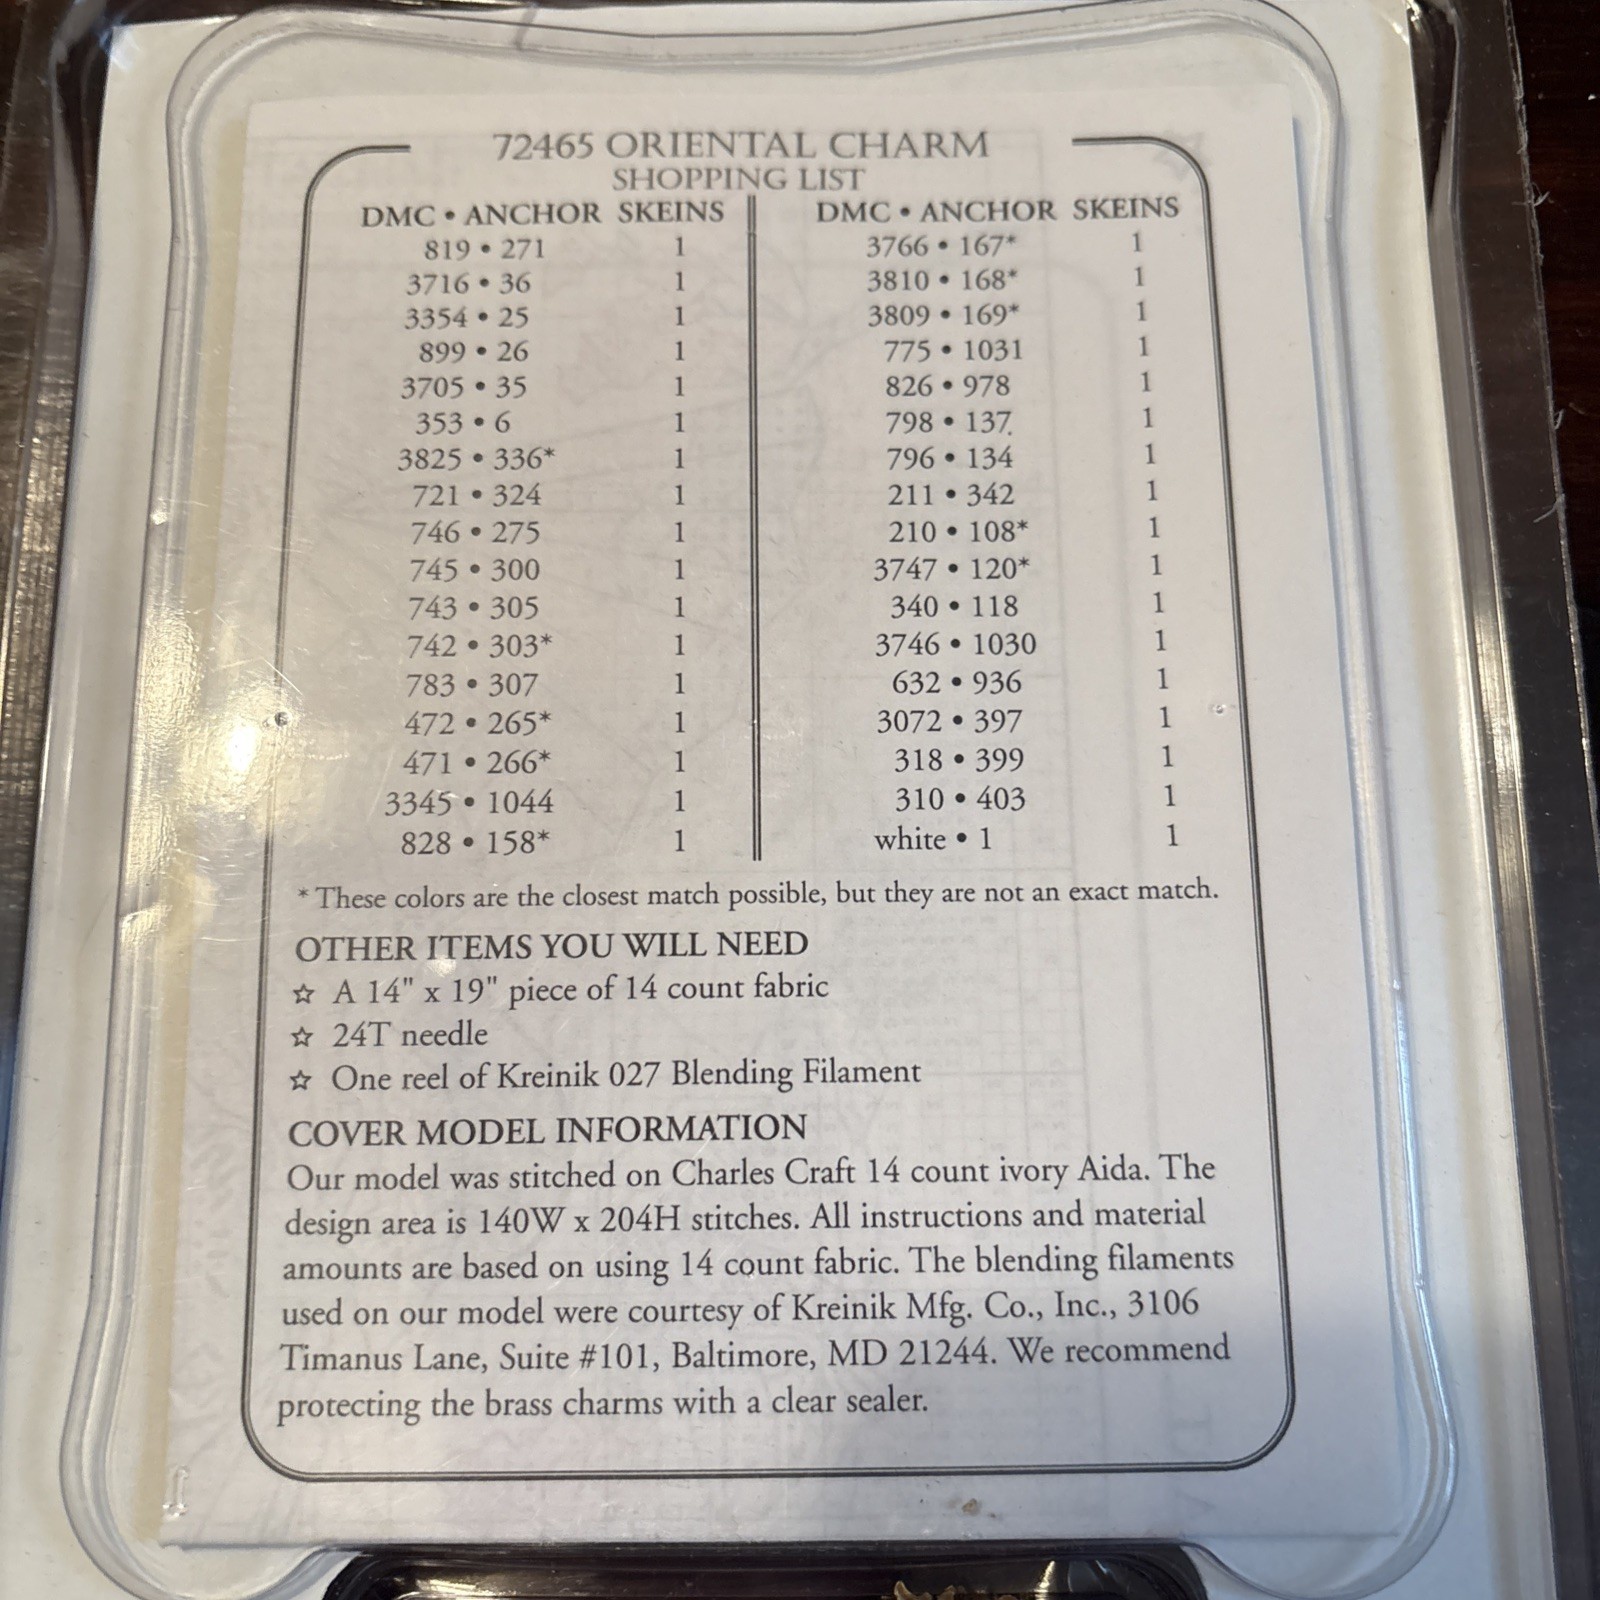 72465 ORIENTAL CHARM
SHOPPING LIST
DMC • ANCHOR SKEINS
819 • 271 1
3716 • 36 1
3354 • 25 1
899 • 26 1
3705 • 35 1
353 • 6 1
3825 • 336* 1
721 • 324 1
746 • 275 1
745 • 300 1
743 • 305 1
742 • 303* 1
783 • 307 1
472 • 265* 1
471 • 266* 1
3345 • 1044 1
828 • 158* 1
DMC • ANCHOR SKEINS
3766 • 167* 1
3810 • 168* 1
3809 • 169* 1
775 • 1031 1
826 • 978 1
798 • 137 1
796 • 134 1
211 • 342 1
210 • 108* 1
3747 • 120* 1
340 • 118 1
3746 • 1030 1
632 • 936 1
3072 • 397 1
318 • 399 1
310 • 403 1
white • 1 1
* These colors are the closest match possible, but they are not an exact match.
OTHER ITEMS YOU WILL NEED
☆ A 14" x 19" piece of 14 count fabric
☆ 24T needle
☆ One reel of Kreinik 027 Blending Filament
COVER MODEL INFORMATION
Our model was stitched on Charles Craft 14 count ivory Aida. The
design area is 140W x 204H stitches. All instructions and material
amounts are based on using 14 count fabric. The blending filaments
used on our model were courtesy of Kreinik Mfg. Co., Inc., 3106
Timanus Lane, Suite #101, Baltimore, MD 21244. We recommend
protecting the brass charms with a clear sealer.